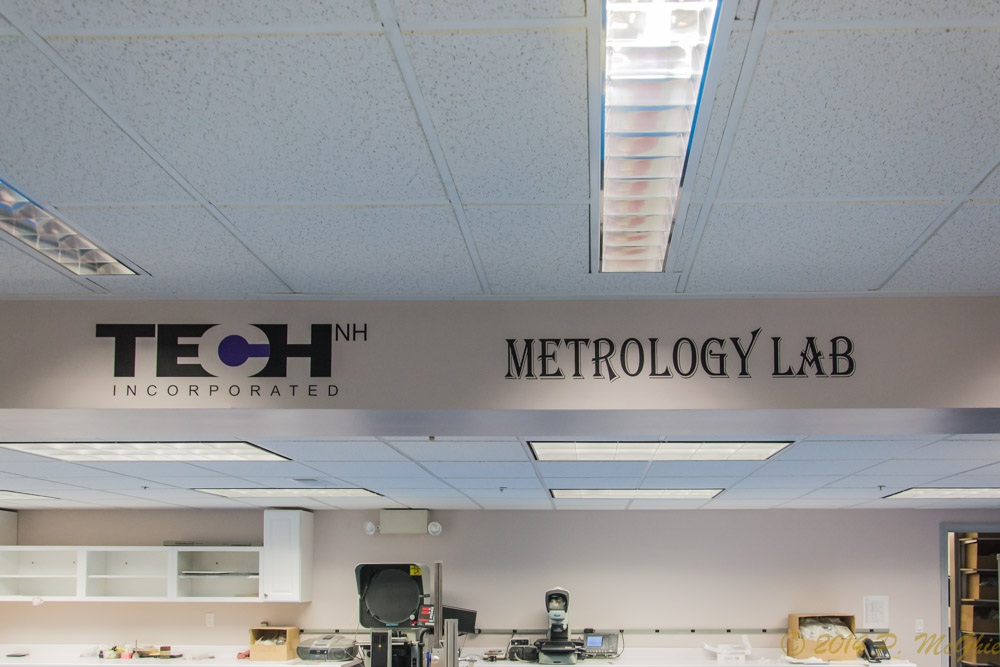 TECH NH
INCORPORATED
METROLOGY LAB